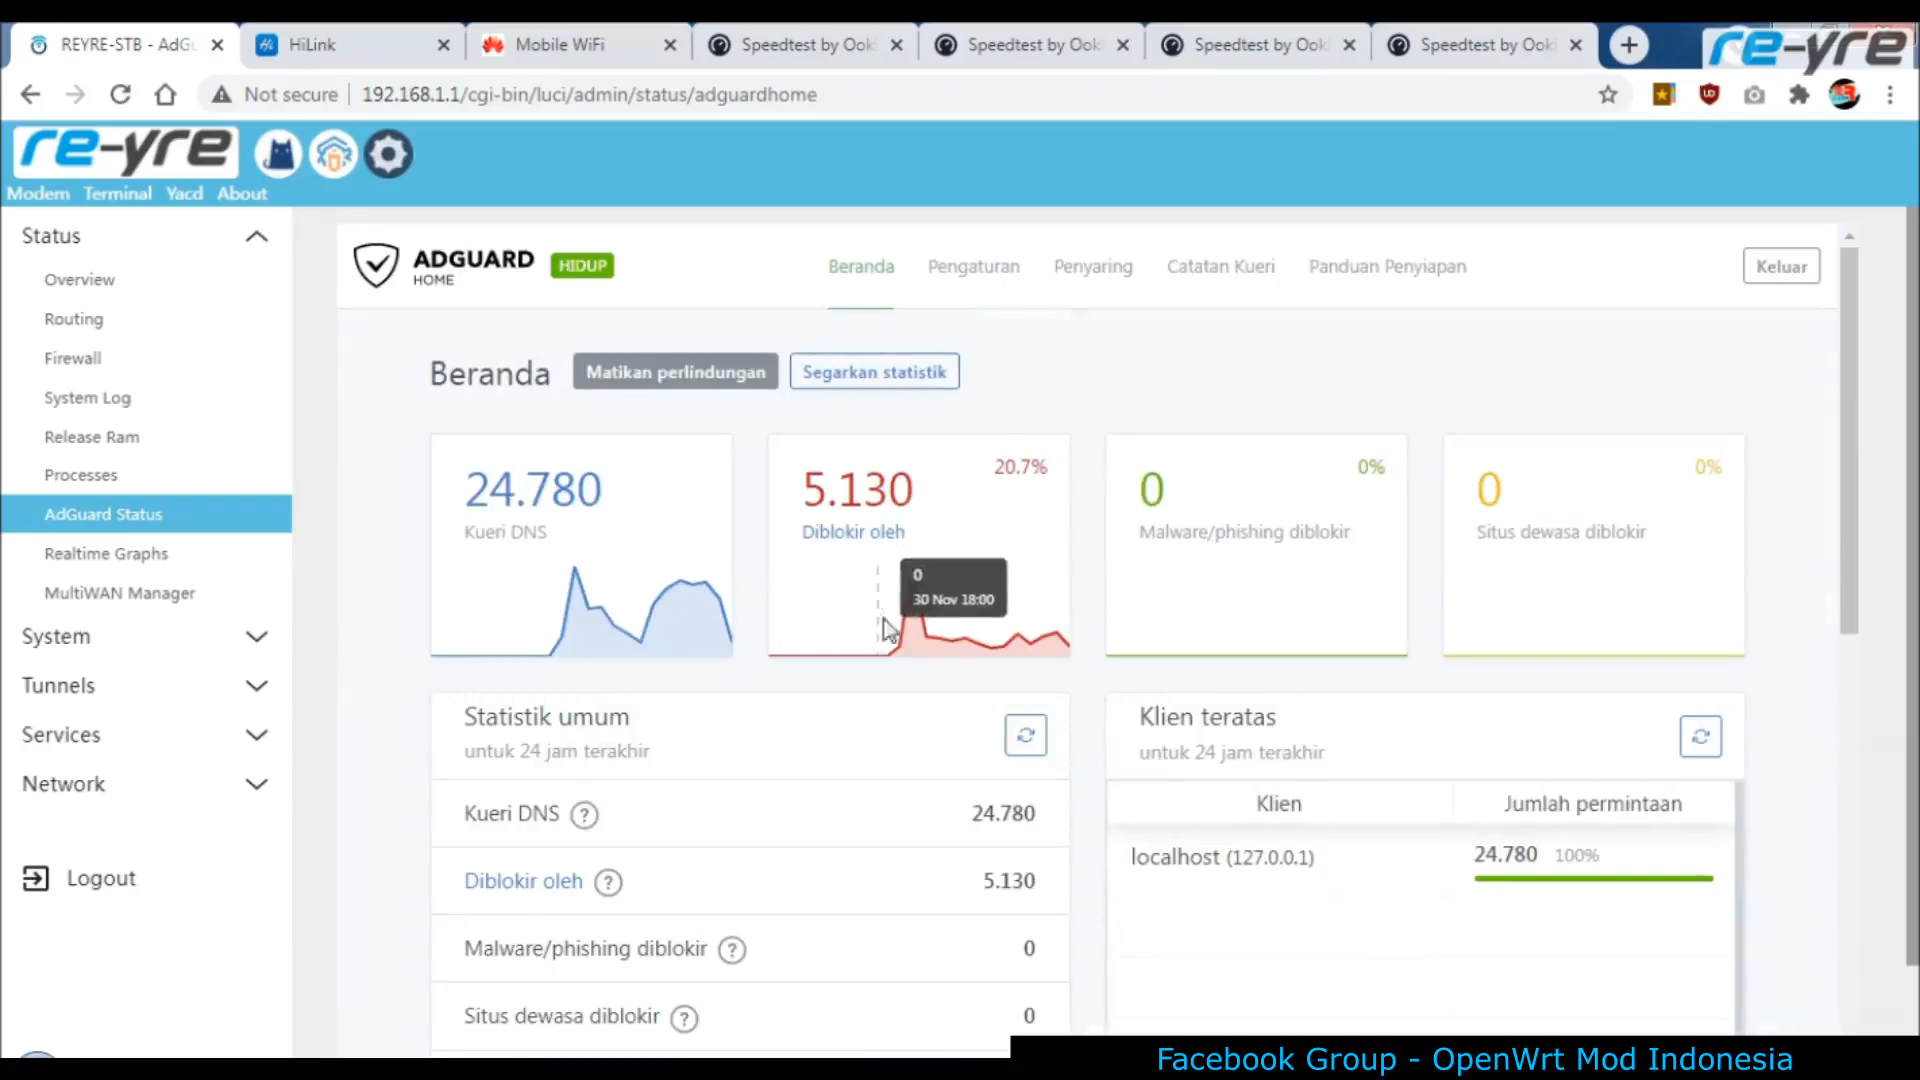 REYRE-STB - AdGu
HiLink
Mobile WiFi
Speedtest by Ookl
Speedtest by Ookl
Speedtest by Ookl
Speedtest by Ookl
re-yre
Not secure
192.168.1.1/cgi-bin/luci/admin/status/adguardhome
re-yre
Modem Terminal Yacd About
Status
Overview
Routing
Firewall
System Log
Release Ram
Processes
AdGuard Status
Realtime Graphs
MultiWAN Manager
System
Tunnels
Services
Network
Logout
ADGUARD
HOME
HIDUP
Beranda
Pengaturan
Penyaring
Catatan Kueri
Panduan Penyiapan
Keluar
Beranda
Matikan perlindungan
Segarkan statistik
24.780
Kueri DNS
5.130
20.7%
Diblokir oleh
0
30 Nov 18:00
0
0%
Malware/phishing diblokir
0
0%
Situs dewasa diblokir
Statistik umum
untuk 24 jam terakhir
Kueri DNS ? 24.780
Diblokir oleh ? 5.130
Malware/phishing diblokir ? 0
Situs dewasa diblokir ? 0
Klien teratas
untuk 24 jam terakhir
Klien Jumlah permintaan
localhost (127.0.0.1) 24.780 100%
Facebook Group - OpenWrt Mod Indonesia